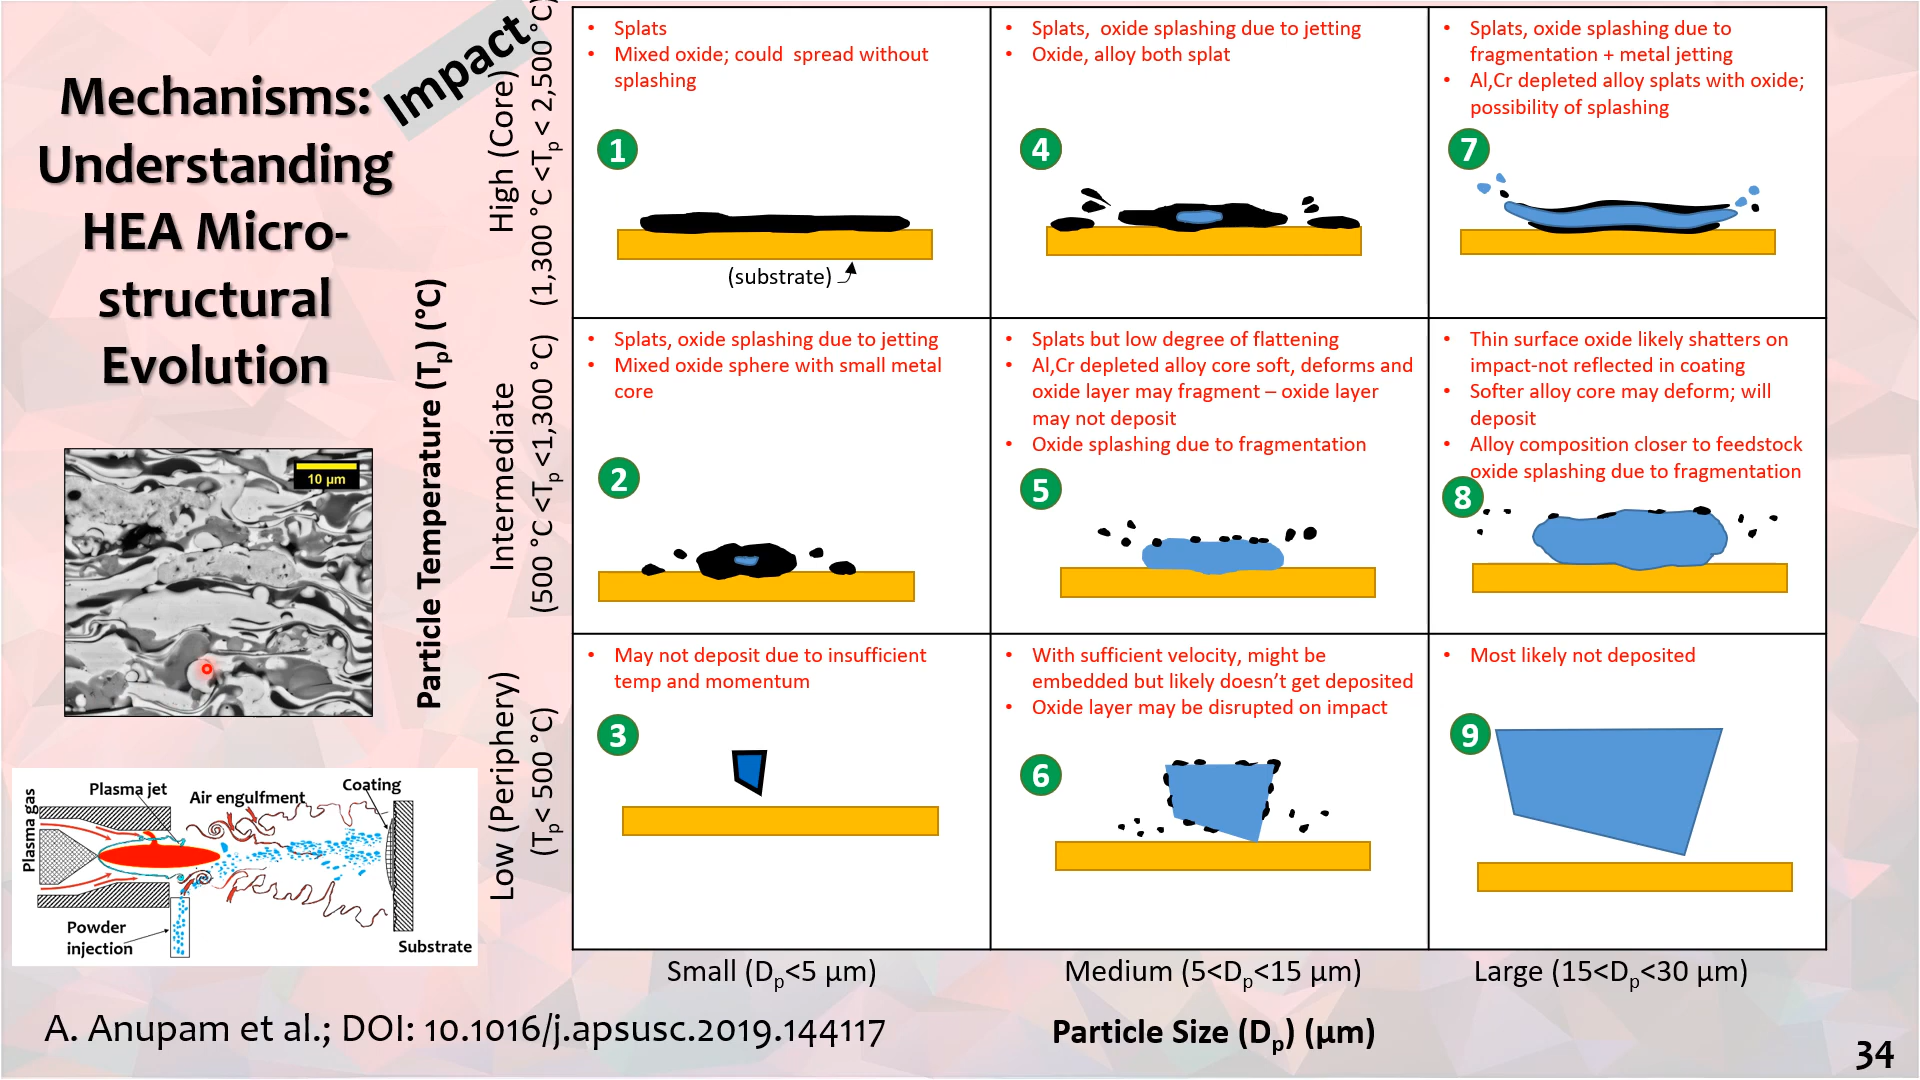 Mechanisms:
Understanding
HEA Micro-
structural
Evolution
Impact
Particle Temperature (Tp) (°C)
High (Core)
(1,300 °C <Tp < 2,500 °C)
Intermediate
(500 °C <Tp <1,300 °C)
Low (Periphery)
(Tp< 500 °C)
• Splats
• Mixed oxide; could spread without
splashing
1
(substrate)
• Splats, oxide splashing due to jetting
• Oxide, alloy both splat
4
• Splats, oxide splashing due to
fragmentation + metal jetting
• Al,Cr depleted alloy splats with oxide;
possibility of splashing
7
• Splats, oxide splashing due to jetting
• Mixed oxide sphere with small metal
core
2
• Splats but low degree of flattening
• Al,Cr depleted alloy core soft, deforms and
oxide layer may fragment – oxide layer
may not deposit
• Oxide splashing due to fragmentation
5
• Thin surface oxide likely shatters on
impact-not reflected in coating
• Softer alloy core may deform; will
deposit
• Alloy composition closer to feedstock
oxide splashing due to fragmentation
8
• May not deposit due to insufficient
temp and momentum
3
• With sufficient velocity, might be
embedded but likely doesn’t get deposited
• Oxide layer may be disrupted on impact
6
• Most likely not deposited
9
Small (Dp<5 µm)
Medium (5<Dp<15 µm)
Large (15<Dp<30 µm)
Particle Size (Dp) (µm)
10 µm
Plasma gas
Plasma jet
Air engulfment
Coating
Powder
injection
Substrate
A. Anupam et al.; DOI: 10.1016/j.apsusc.2019.144117
34